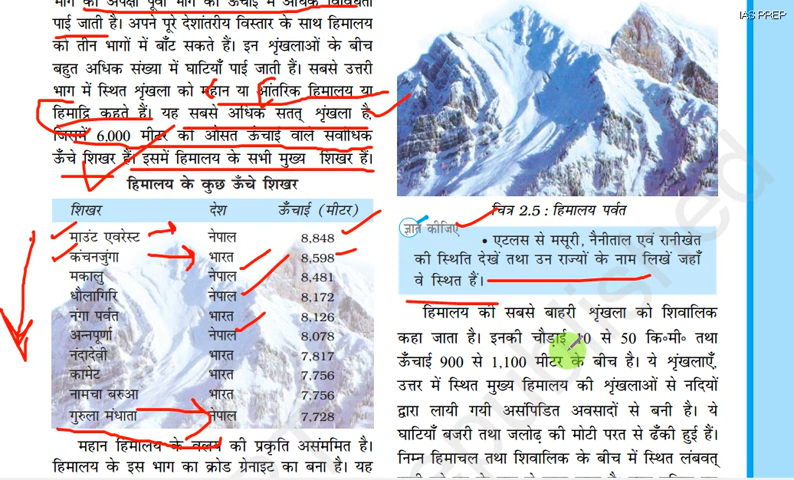 IAS PREP
भाग की अपेक्षा पूर्वी भाग की ऊँचाई में अधिक विविधता
पाई जाती है। अपने पूरे देशांतरीय विस्तार के साथ हिमालय
को तीन भागों में बाँट सकते हैं। इन शृंखलाओं के बीच
बहुत अधिक संख्या में घाटियाँ पाई जाती हैं। सबसे उत्तरी
भाग में स्थित शृंखला को महान या आंतरिक हिमालय या
हिमाद्रि कहते हैं। यह सबसे अधिक सतत् शृंखला है,
जिसमें 6,000 मीटर की औसत ऊँचाई वाले सर्वाधिक
ऊँचे शिखर हैं। इसमें हिमालय के सभी मुख्य शिखर हैं।
हिमालय के कुछ ऊँचे शिखर
शिखर देश ऊँचाई (मीटर)
माउंट एवरेस्ट नेपाल 8,848
कंचनजुंगा भारत 8,598
मकालु नेपाल 8,481
धौलागिरि नेपाल 8,172
नंगा पर्वत भारत 8,126
अन्नपूर्णा नेपाल 8,078
नंदादेवी भारत 7,817
कामेट भारत 7,756
नामचा बरुआ भारत 7,756
गुरुला मंधाता नेपाल 7,728
महान हिमालय के वलय की प्रकृति असंममित है।
हिमालय के इस भाग का क्रोड ग्रेनाइट का बना है। यह
चित्र 2.5 : हिमालय पर्वत
ज्ञात कीजिए
• एटलस से मसूरी, नैनीताल एवं रानीखेत
की स्थिति देखें तथा उन राज्यों के नाम लिखें जहाँ
वे स्थित हैं।
हिमालय की सबसे बाहरी शृंखला को शिवालिक
कहा जाता है। इनकी चौड़ाई 10 से 50 कि॰मी॰ तथा
ऊँचाई 900 से 1,100 मीटर के बीच है। ये शृंखलाएँ,
उत्तर में स्थित मुख्य हिमालय की शृंखलाओं से नदियों
द्वारा लायी गयी असंपिडित अवसादों से बनी है। ये
घाटियाँ बजरी तथा जलोढ़ की मोटी परत से ढँकी हुई हैं।
निम्न हिमाचल तथा शिवालिक के बीच में स्थित लंबवत्